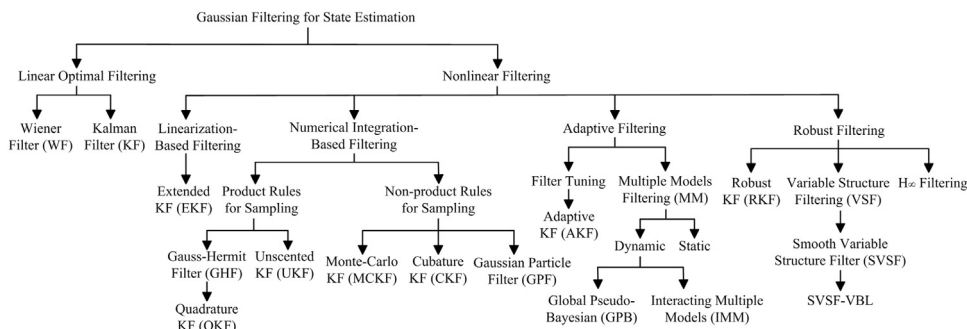 Gaussian Filtering for State Estimation
Linear Optimal Filtering
Nonlinear Filtering
Wiener
Filter (WF)
Kalman
Filter (KF)
Linearization-
Based Filtering
Numerical Integration-
Based Filtering
Adaptive Filtering
Robust Filtering
Extended
KF (EKF)
Product Rules
for Sampling
Non-product Rules
for Sampling
Filter Tuning
Multiple Models
Filtering (MM)
Robust
KF (RKF)
Variable Structure
Filtering (VSF)
H∞ Filtering
Adaptive
KF (AKF)
Gauss-Hermit
Filter (GHF)
Unscented
KF (UKF)
Monte-Carlo
KF (MCKF)
Cubature
KF (CKF)
Gaussian Particle
Filter (GPF)
Dynamic
Static
Smooth Variable
Structure Filter (SVSF)
Quadrature
KF (QKF)
Global Pseudo-
Bayesian (GPB)
Interacting Multiple
Models (IMM)
SVSF-VBL